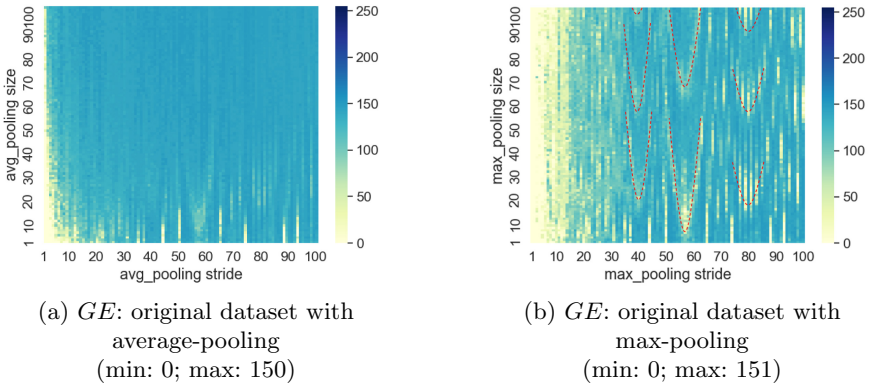 90100
80
70
60
50
40
30
20
10
1
avg_pooling size
1 10 20 30 40 50 60 70 80 90 100
avg_pooling stride
250
200
150
100
50
0
90100
80
70
60
50
40
30
20
10
1
max_pooling size
1 10 20 30 40 50 60 70 80 90 100
max_pooling stride
250
200
150
100
50
0
(a) GE: original dataset with
average-pooling
(min: 0; max: 150)
(b) GE: original dataset with
max-pooling
(min: 0; max: 151)